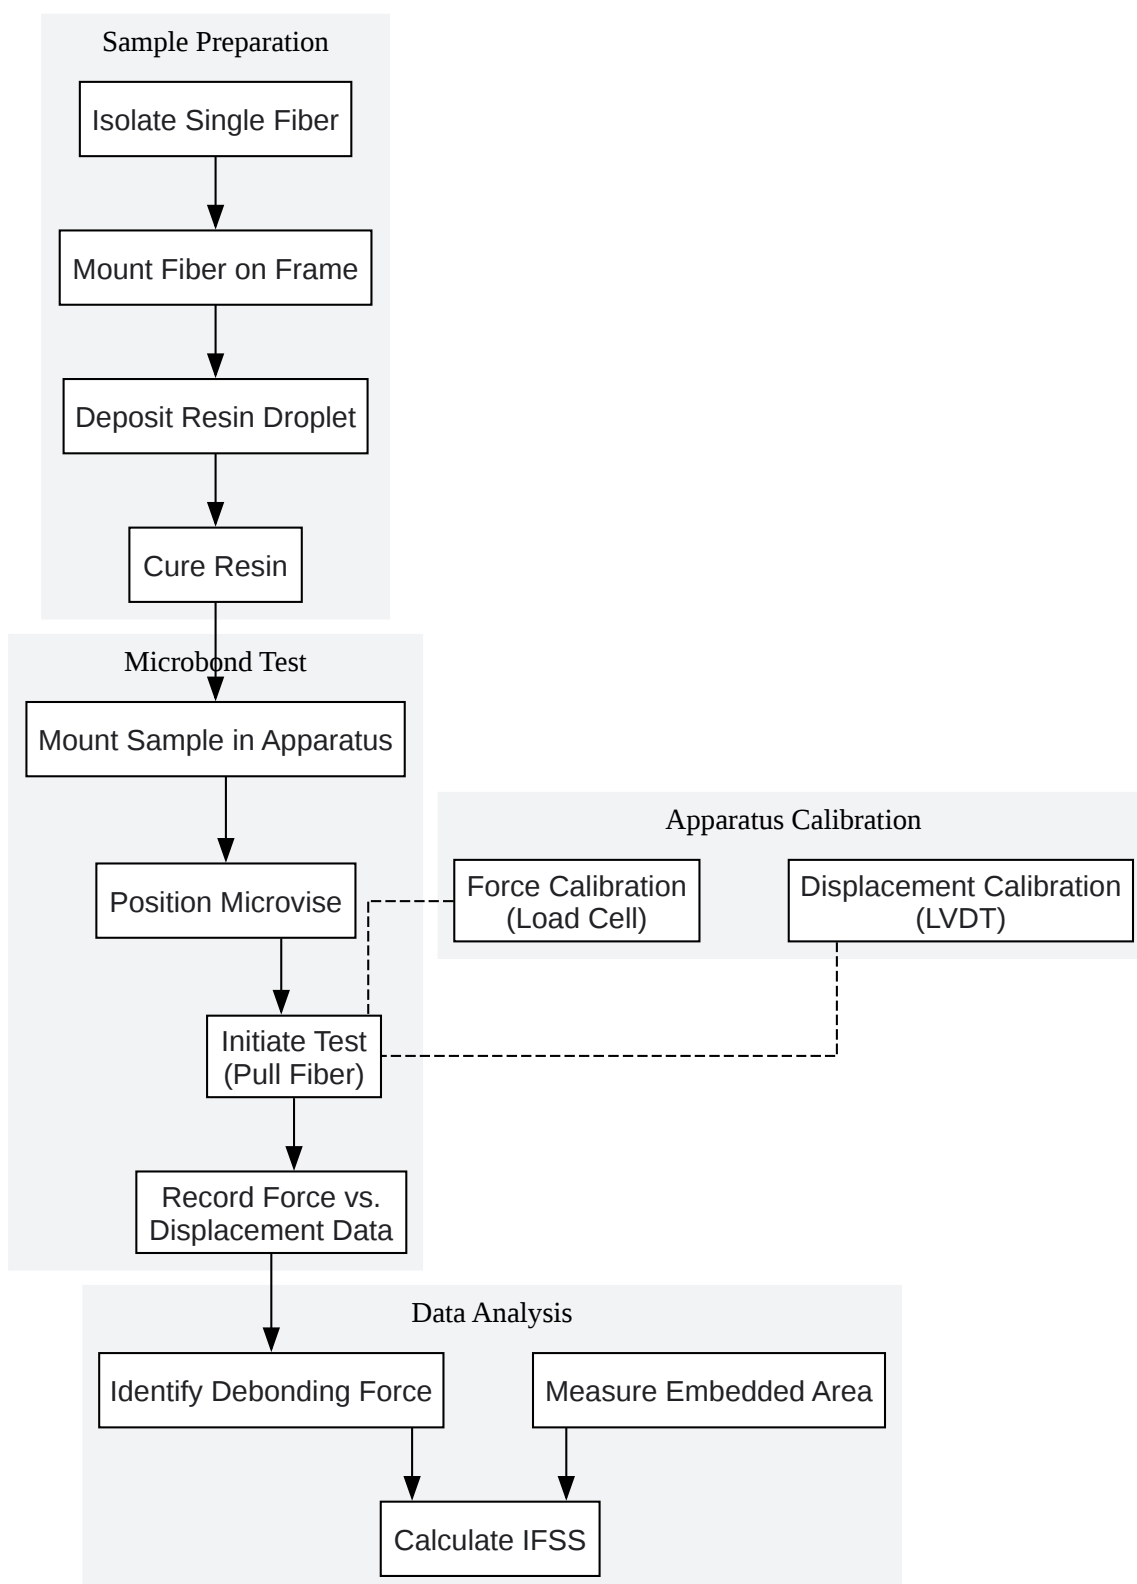 Sample Preparation
Isolate Single Fiber
Mount Fiber on Frame
Deposit Resin Droplet
Cure Resin
Microbond Test
Mount Sample in Apparatus
Position Microvise
Initiate Test
(Pull Fiber)
Record Force vs.
Displacement Data
Apparatus Calibration
Force Calibration
(Load Cell)
Displacement Calibration
(LVDT)
Data Analysis
Identify Debonding Force
Measure Embedded Area
Calculate IFSS